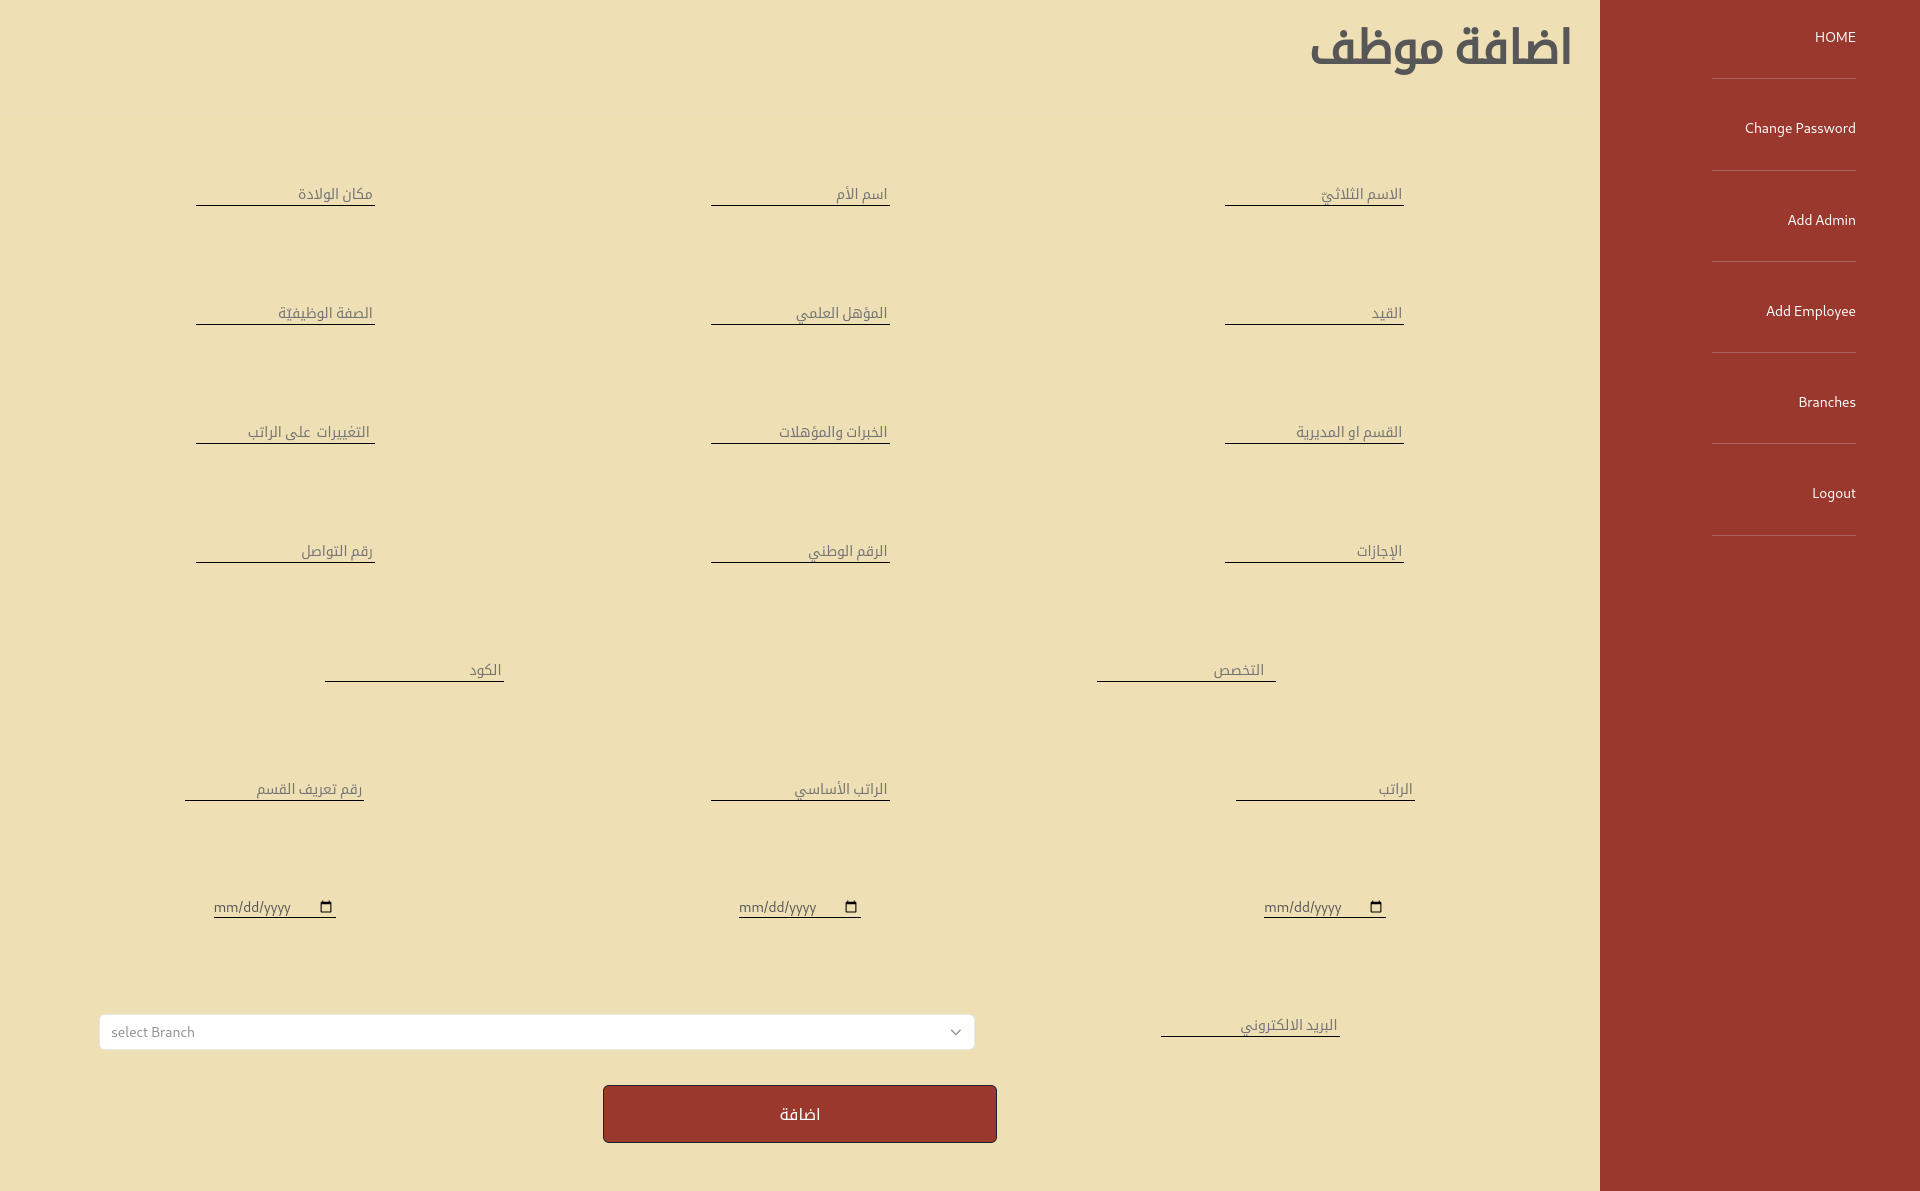 HOME
Change Password
Add Admin
Add Employee
Branches
Logout
اضافة موظف
الاسم الثلاثيّ
اسم الأم
مكان الولادة
القيد
المؤهل العلمي
الصفة الوظيفيّة
القسم او المديرية
الخبرات والمؤهلات
التغييرات على الراتب
الإجازات
الرقم الوطني
رقم التواصل
التخصص
الكود
الراتب
الراتب الأساسي
رقم تعريف القسم
mm/dd/yyyy
mm/dd/yyyy
mm/dd/yyyy
البريد الالكتروني
select Branch
اضافة